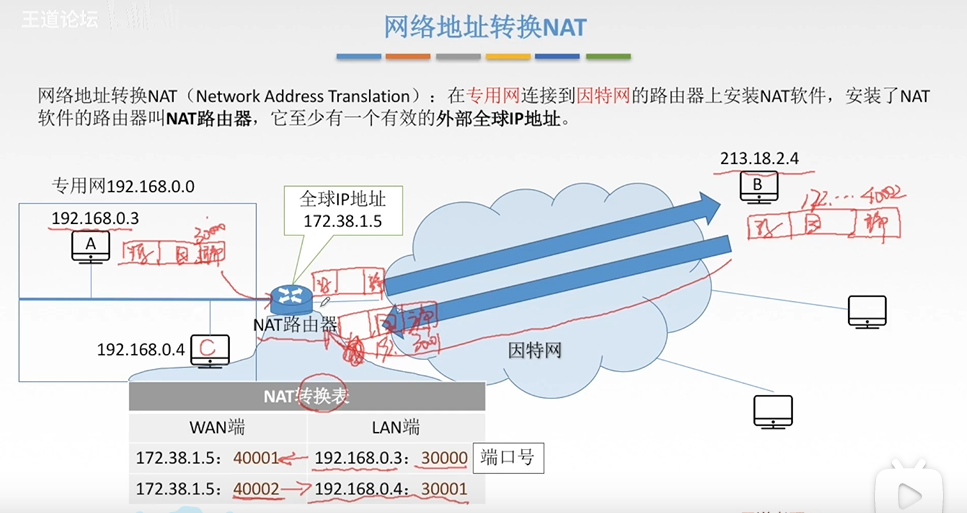 王道论坛
网络地址转换NAT
网络地址转换NAT（Network Address Translation）：在专用网连接到因特网的路由器上安装NAT软件，安装了NAT
软件的路由器叫NAT路由器，它至少有一个有效的外部全球IP地址。
213.18.2.4
专用网192.168.0.0
全球IP地址
172.38.1.5
B
172.....40002
192.168.0.3
A
30000
目
目
NAT路由器
192.168.0.4
C
因特网
NAT转换表
WAN端
LAN端
172.38.1.5：40001
192.168.0.3：30000
端口号
172.38.1.5：40002
192.168.0.4：30001